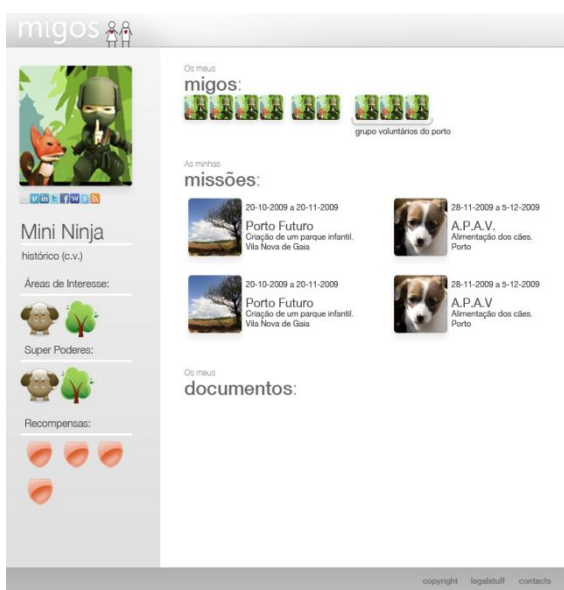 migos
Mini Ninja
histórico (c.v.)
Áreas de Interesse:
Super Poderes:
Recompensas:
Os meus
migos:
grupo voluntários do porto
As minhas
missões:
20-10-2009 a 20-11-2009
Porto Futuro
Criação de um parque infantil.
Vila Nova de Gaia
28-11-2009 a 5-12-2009
A.P.A.V.
Alimentação dos cães.
Porto
20-10-2009 a 20-11-2009
Porto Futuro
Criação de um parque infantil.
Vila Nova de Gaia
28-11-2009 a 5-12-2009
A.P.A.V
Alimentação dos cães.
Porto
Os meus
documentos:
copyright legalstuff contacts